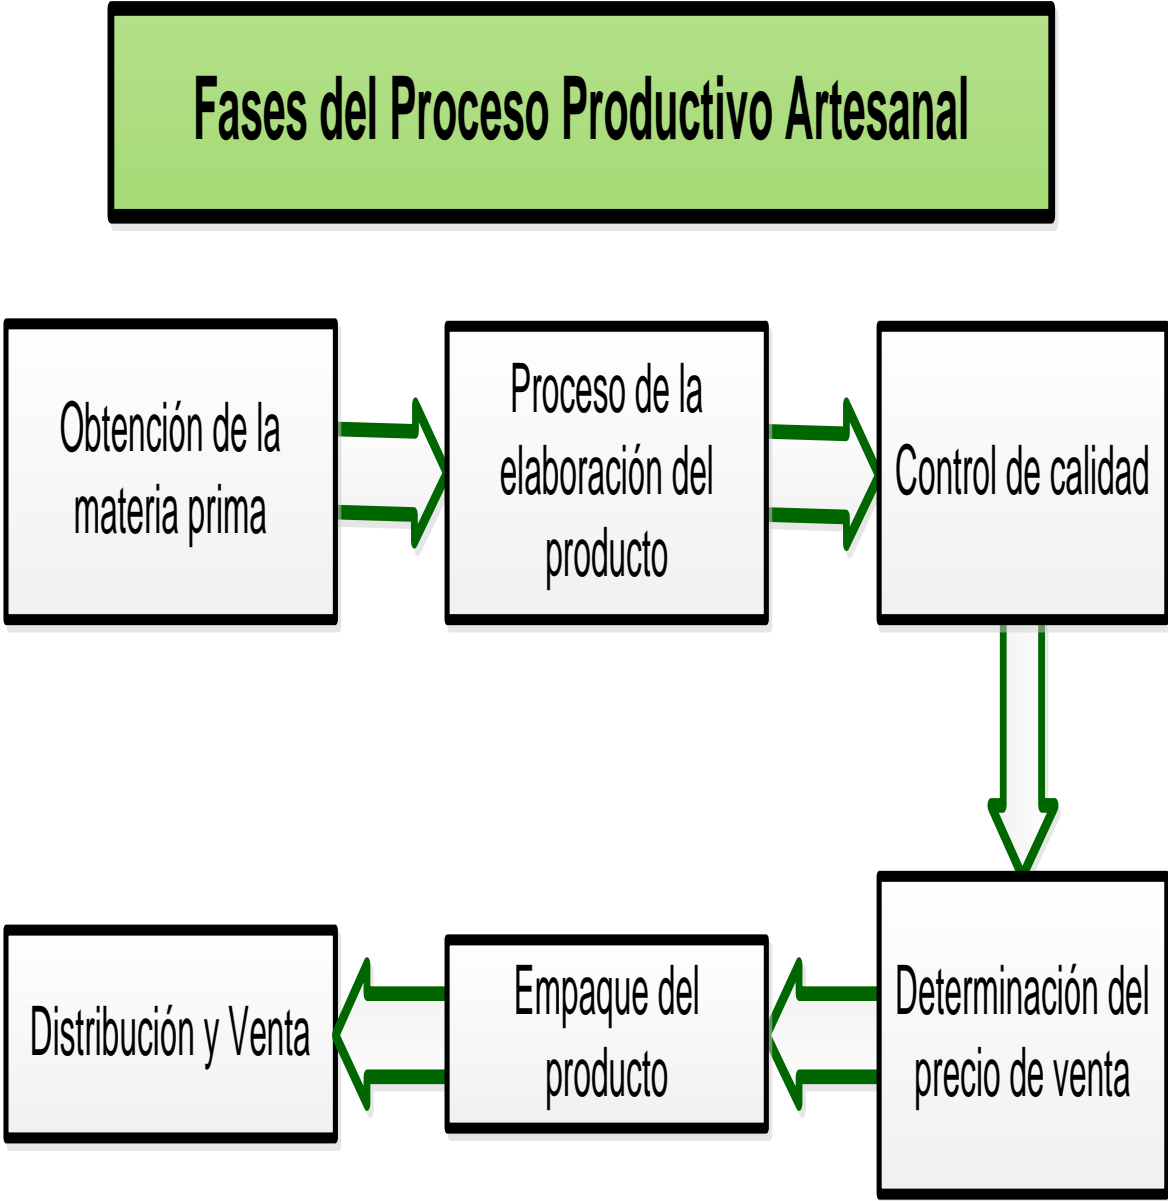 Fases del Proceso Productivo Artesanal
Obtención de la
materia prima
Proceso de la
elaboración del
producto
Control de calidad
Determinación del
precio de venta
Empaque del
producto
Distribución y Venta